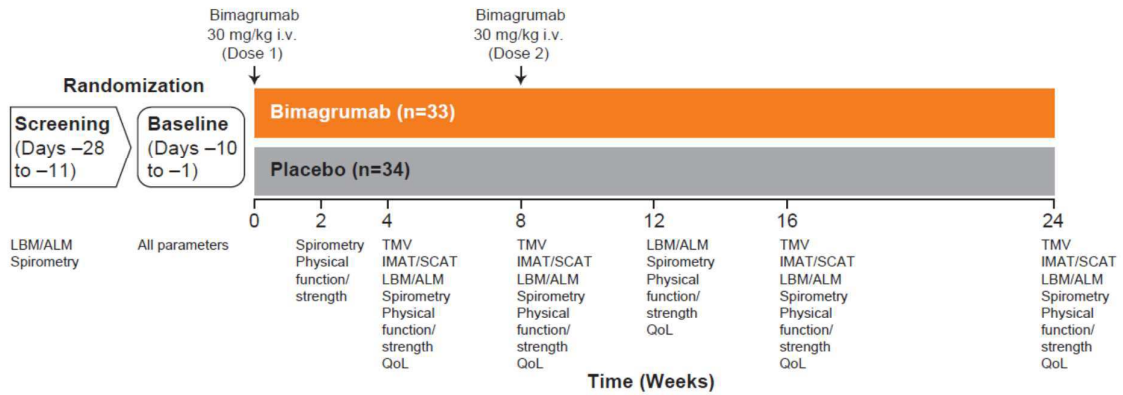 Bimagrumab
30 mg/kg i.v.
(Dose 1)
Bimagrumab
30 mg/kg i.v.
(Dose 2)
Randomization
Screening
(Days –28
to –11)
Baseline
(Days –10
to –1)
Bimagrumab (n=33)
Placebo (n=34)
0 2 4 8 12 16 24
LBM/ALM
Spirometry
All parameters
Spirometry
Physical
function/
strength
TMV
IMAT/SCAT
LBM/ALM
Spirometry
Physical
function/
strength
QoL
TMV
IMAT/SCAT
LBM/ALM
Spirometry
Physical
function/
strength
QoL
LBM/ALM
Spirometry
Physical
function/
strength
QoL
TMV
IMAT/SCAT
LBM/ALM
Spirometry
Physical
function/
strength
QoL
TMV
IMAT/SCAT
LBM/ALM
Spirometry
Physical
function/
strength
QoL
Time (Weeks)